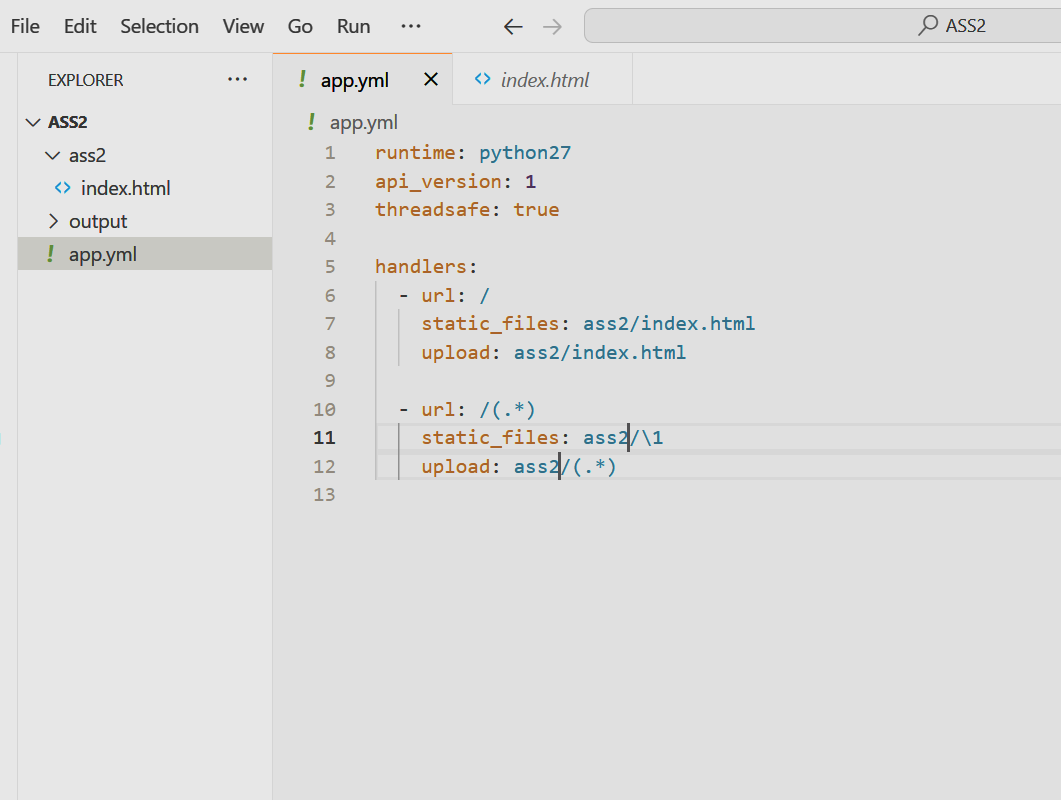 File Edit Selection View Go Run ··· ASS2
EXPLORER ···
ASS2
ass2
index.html
output
app.yml
app.yml index.html
app.yml
1 runtime: python27
2 api_version: 1
3 threadsafe: true
4
5 handlers:
6 - url: /
7 static_files: ass2/index.html
8 upload: ass2/index.html
9
10 - url: /(.*)
11 static_files: ass2/\1
12 upload: ass2/(.*)
13